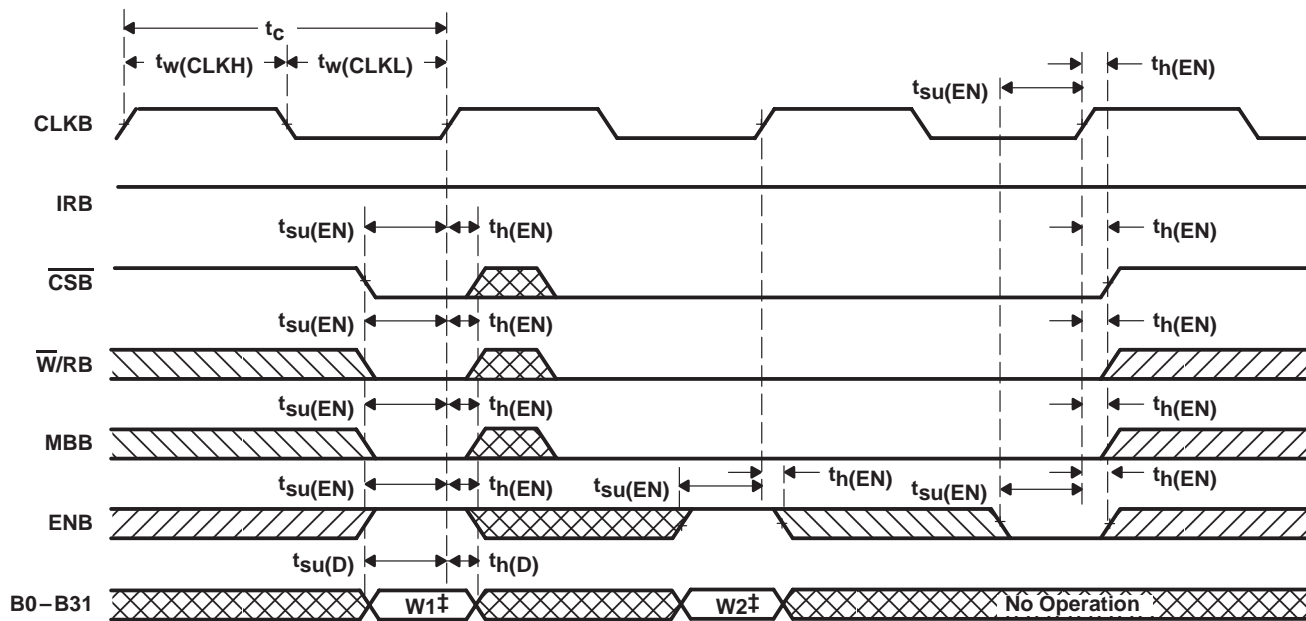 tc
tw(CLKH) tw(CLKL) th(EN)
tsu(EN)
CLKB
IRB
tsu(EN) th(EN) th(EN)
CSB
tsu(EN) th(EN) th(EN)
W/RB
tsu(EN) th(EN) th(EN)
MBB
tsu(EN) th(EN) tsu(EN) th(EN) tsu(EN) th(EN)
ENB
tsu(D) th(D)
B0–B31 W1‡ W2‡ No Operation